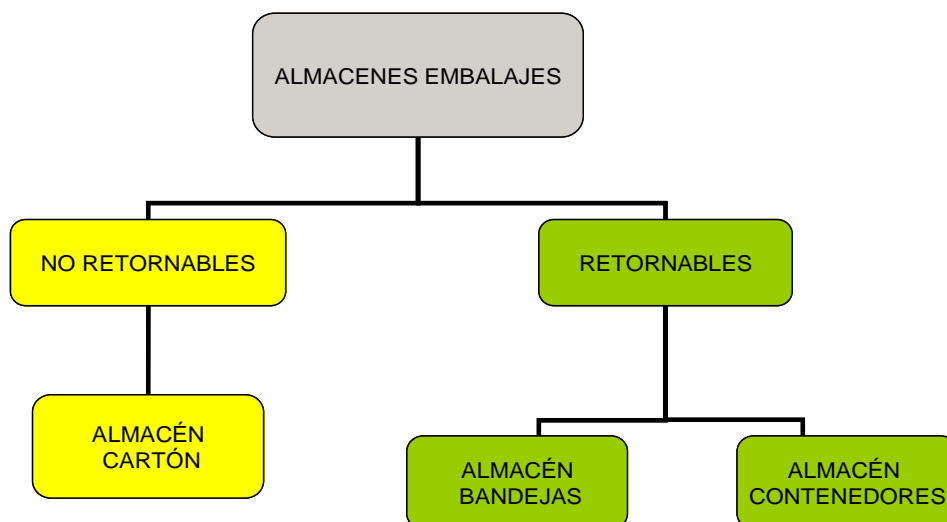 ALMACENES EMBALAJES
NO RETORNABLES
RETORNABLES
ALMACÉN
CARTÓN
ALMACÉN
BANDEJAS
ALMACÉN
CONTENEDORES